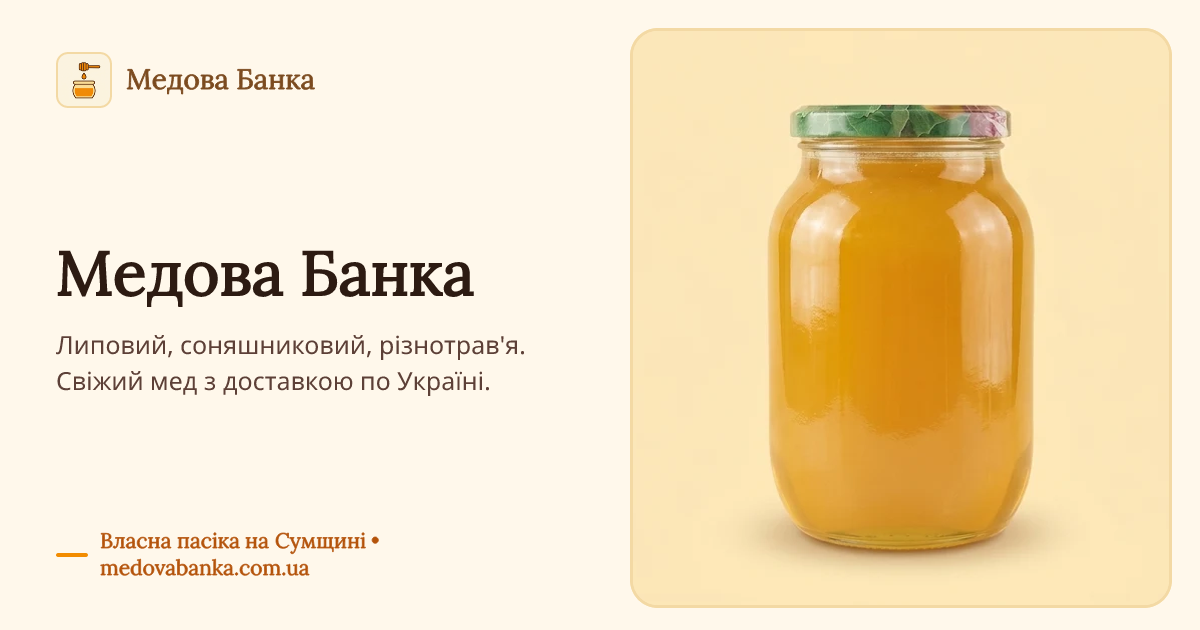 Медова Банка
Медова Банка
Липовий, соняшниковий, різнотрав'я.
Свіжий мед з доставкою по Україні.
Власна пасіка на Сумщині •
medovabanka.com.ua